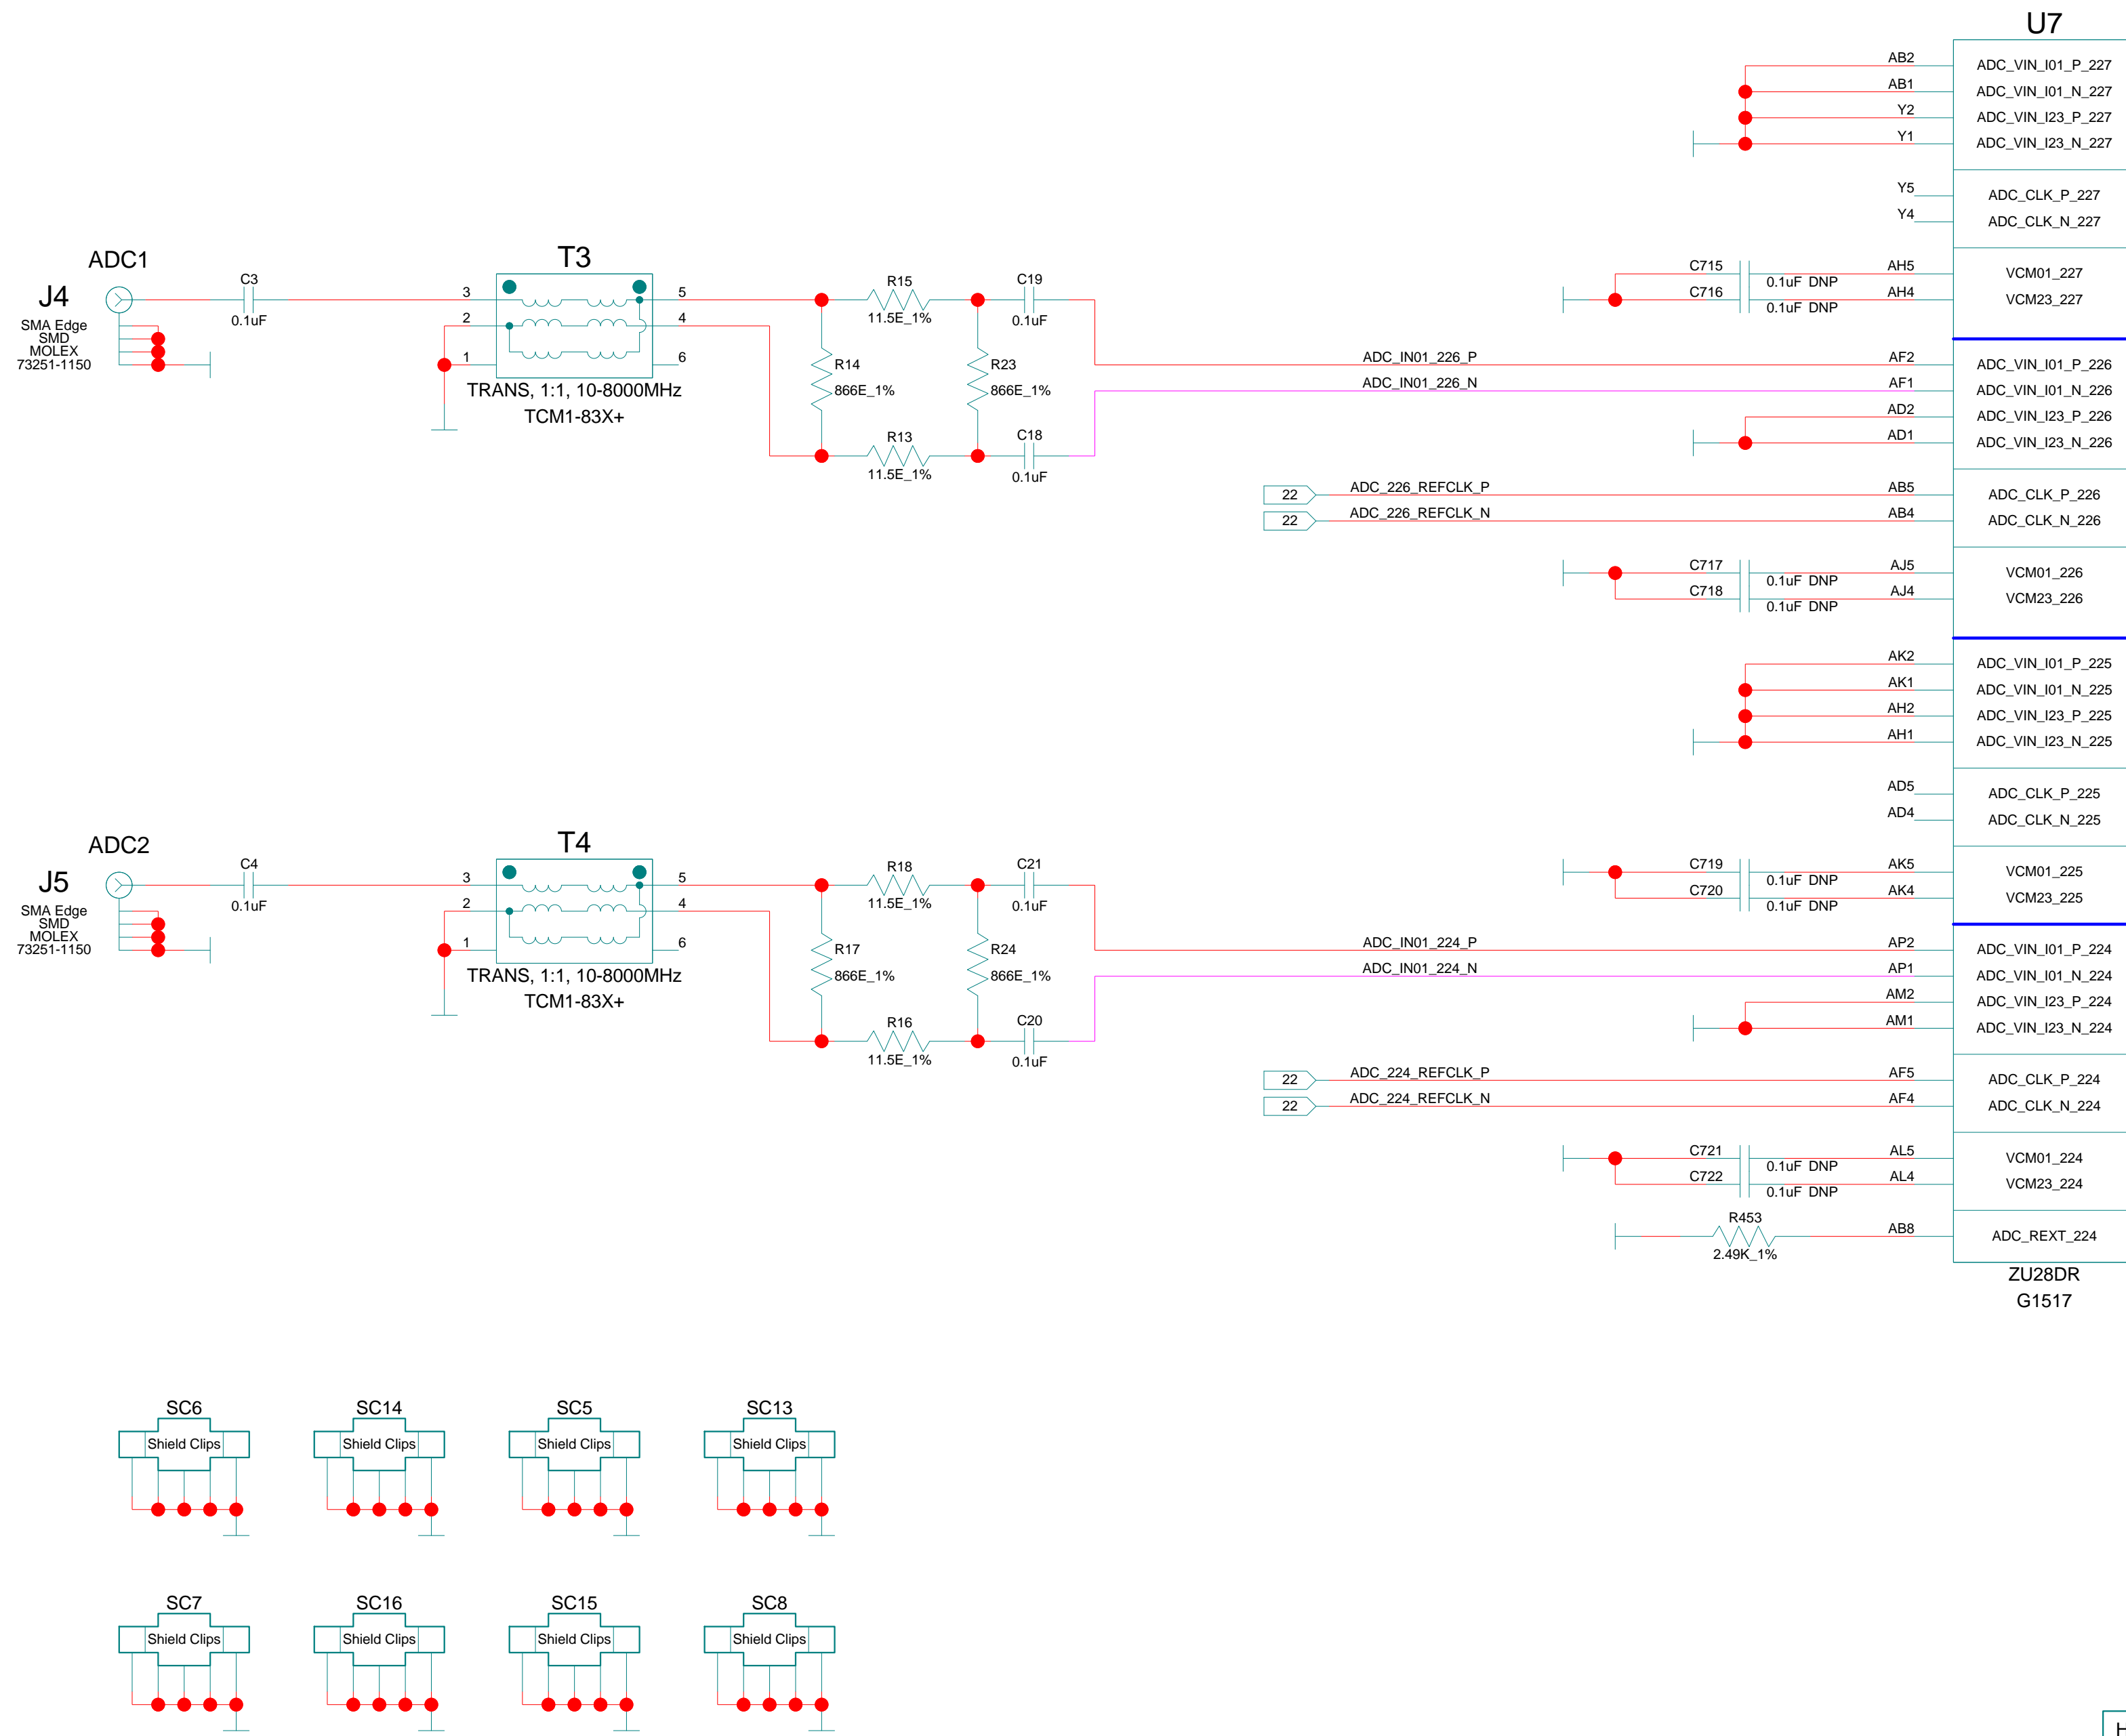 U7
AB2 ADC_VIN_I01_P_227
AB1 ADC_VIN_I01_N_227
Y2 ADC_VIN_I23_P_227
Y1 ADC_VIN_I23_N_227
Y5 ADC_CLK_P_227
Y4 ADC_CLK_N_227
C715 0.1uF DNP AH5 VCM01_227
C716 0.1uF DNP AH4 VCM23_227
ADC1
J4
SMA Edge
SMD
MOLEX
73251-1150
C3
0.1uF
T3
3 5
2 4
1 6
TRANS, 1:1, 10-8000MHz
TCM1-83X+
R15
11.5E_1%
R14
866E_1%
R13
11.5E_1%
R23
866E_1%
C19
0.1uF
C18
0.1uF
ADC_IN01_226_P AF2 ADC_VIN_I01_P_226
ADC_IN01_226_N AF1 ADC_VIN_I01_N_226
AD2 ADC_VIN_I23_P_226
AD1 ADC_VIN_I23_N_226
22 ADC_226_REFCLK_P AB5 ADC_CLK_P_226
22 ADC_226_REFCLK_N AB4 ADC_CLK_N_226
C717 0.1uF DNP AJ5 VCM01_226
C718 0.1uF DNP AJ4 VCM23_226
AK2 ADC_VIN_I01_P_225
AK1 ADC_VIN_I01_N_225
AH2 ADC_VIN_I23_P_225
AH1 ADC_VIN_I23_N_225
AD5 ADC_CLK_P_225
AD4 ADC_CLK_N_225
C719 0.1uF DNP AK5 VCM01_225
C720 0.1uF DNP AK4 VCM23_225
ADC2
J5
SMA Edge
SMD
MOLEX
73251-1150
C4
0.1uF
T4
3 5
2 4
1 6
TRANS, 1:1, 10-8000MHz
TCM1-83X+
R18
11.5E_1%
R17
866E_1%
R16
11.5E_1%
R24
866E_1%
C21
0.1uF
C20
0.1uF
ADC_IN01_224_P AP2 ADC_VIN_I01_P_224
ADC_IN01_224_N AP1 ADC_VIN_I01_N_224
AM2 ADC_VIN_I23_P_224
AM1 ADC_VIN_I23_N_224
22 ADC_224_REFCLK_P AF5 ADC_CLK_P_224
22 ADC_224_REFCLK_N AF4 ADC_CLK_N_224
C721 0.1uF DNP AL5 VCM01_224
C722 0.1uF DNP AL4 VCM23_224
R453
2.49K_1%
AB8 ADC_REXT_224
ZU28DR
G1517
SC6 SC14 SC5 SC13
Shield Clips Shield Clips Shield Clips Shield Clips
SC7 SC16 SC15 SC8
Shield Clips Shield Clips Shield Clips Shield Clips